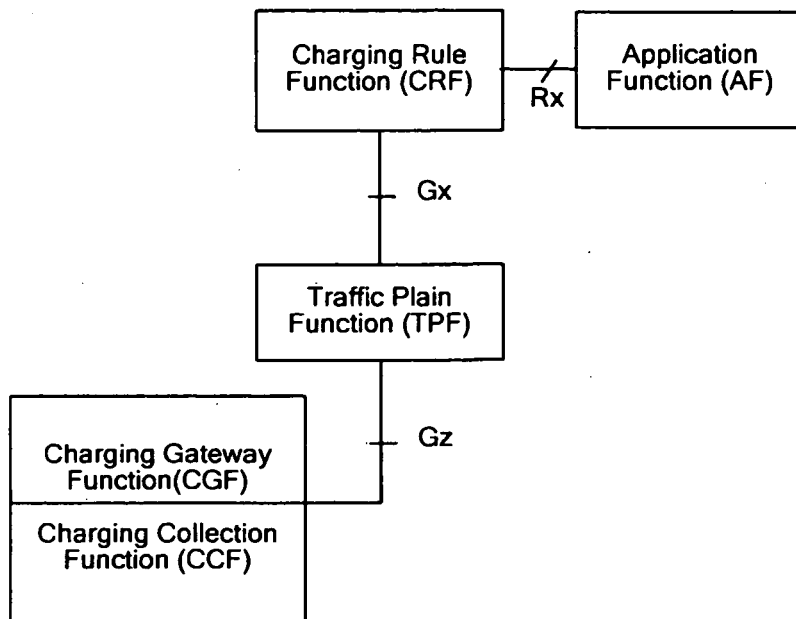 Charging Rule
Function (CRF)
Application
Function (AF)
Rx
Gx
Traffic Plain
Function (TPF)
Gz
Charging Gateway
Function(CGF)
Charging Collection
Function (CCF)